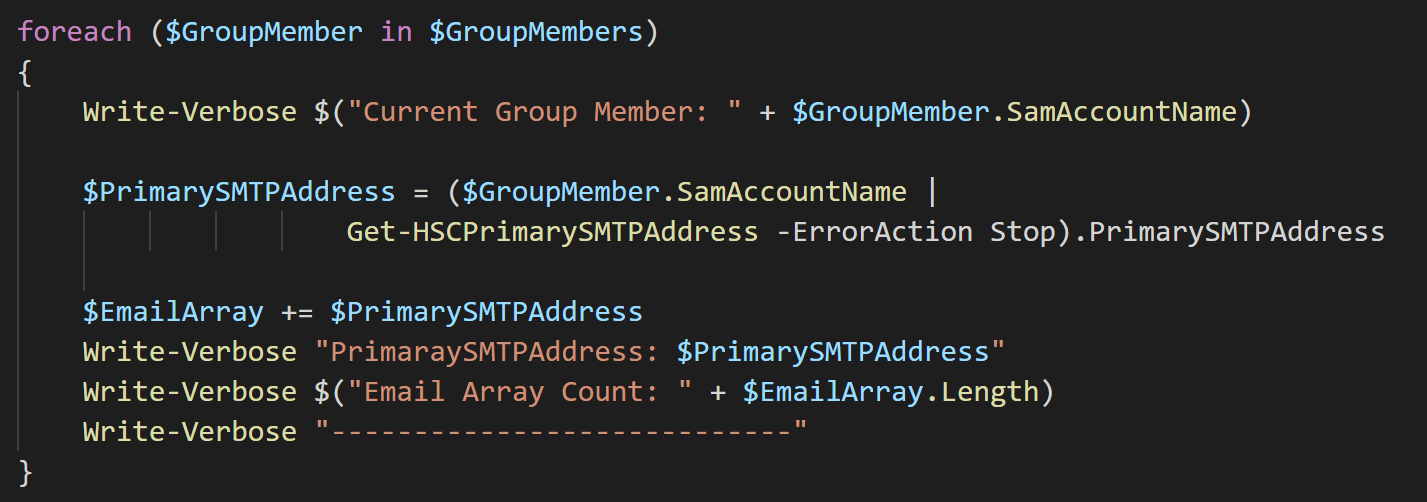 foreach ($GroupMember in $GroupMembers)
{
    Write-Verbose $("Current Group Member: " + $GroupMember.SamAccountName)
    $PrimarySMTPAddress = ($GroupMember.SamAccountName |
                    Get-HSCPrimarySMTPAddress -ErrorAction Stop).PrimarySMTPAddress
    $EmailArray += $PrimarySMTPAddress
    Write-Verbose "PrimaraySMTPAddress: $PrimarySMTPAddress"
    Write-Verbose $("Email Array Count: " + $EmailArray.Length)
    Write-Verbose "----------------------------"
}